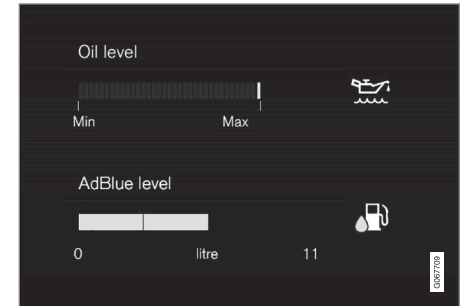 Oil level
Min Max
AdBlue level
0 litre 11
G067709